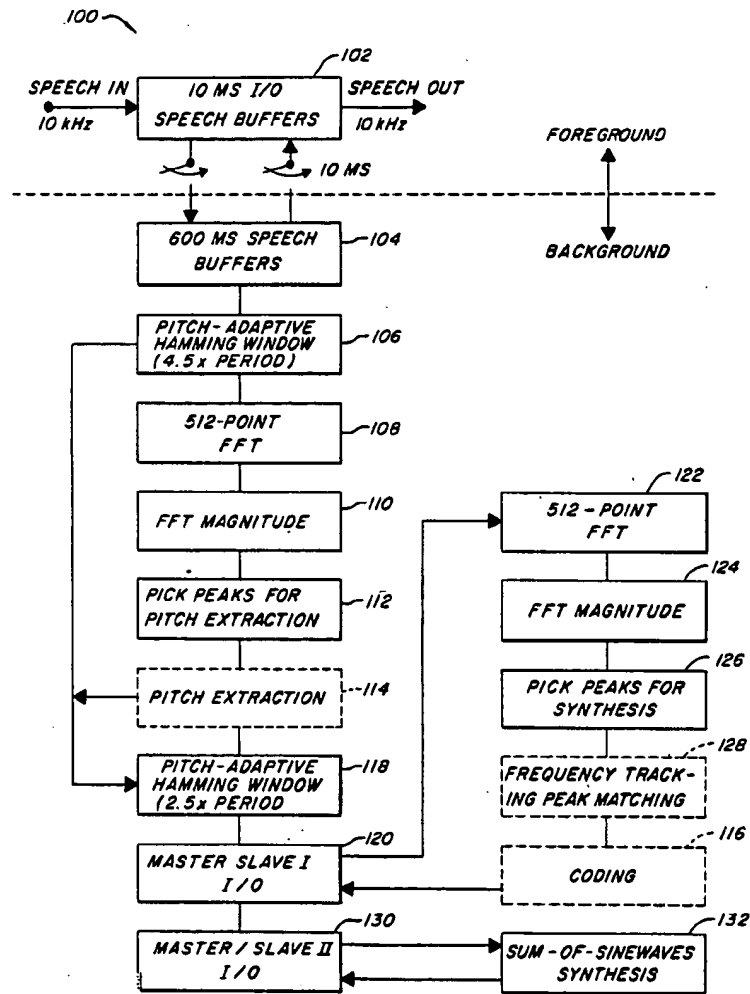 100
102
SPEECH IN
10 kHz
10 MS I/O
SPEECH BUFFERS
SPEECH OUT
10 kHz
10 MS
FOREGROUND
BACKGROUND
600 MS SPEECH
BUFFERS
104
PITCH-ADAPTIVE
HAMMING WINDOW
(4.5x PERIOD)
106
512-POINT
FFT
108
FFT MAGNITUDE
110
PICK PEAKS FOR
PITCH EXTRACTION
112
PITCH EXTRACTION
114
PITCH-ADAPTIVE
HAMMING WINDOW
(2.5x PERIOD
118
MASTER SLAVE I
I/O
120
MASTER/SLAVE II
I/O
130
122
512-POINT
FFT
124
FFT MAGNITUDE
126
PICK PEAKS FOR
SYNTHESIS
128
FREQUENCY TRACK-
ING PEAK MATCHING
116
CODING
132
SUM-OF-SINEWAVES
SYNTHESIS